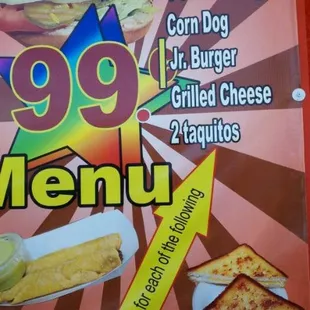 99¢
Menu
Corn Dog
Jr. Burger
Grilled Cheese
2 taquitos
for each of the following